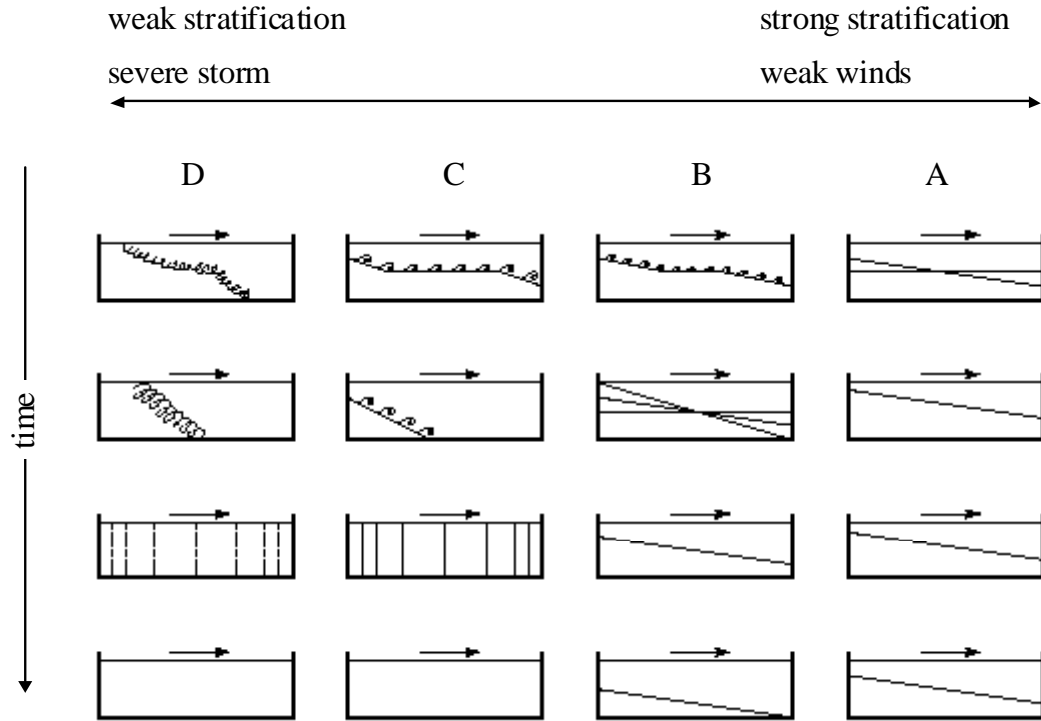 weak stratification
strong stratification
severe storm
weak winds
D
C
B
A
time